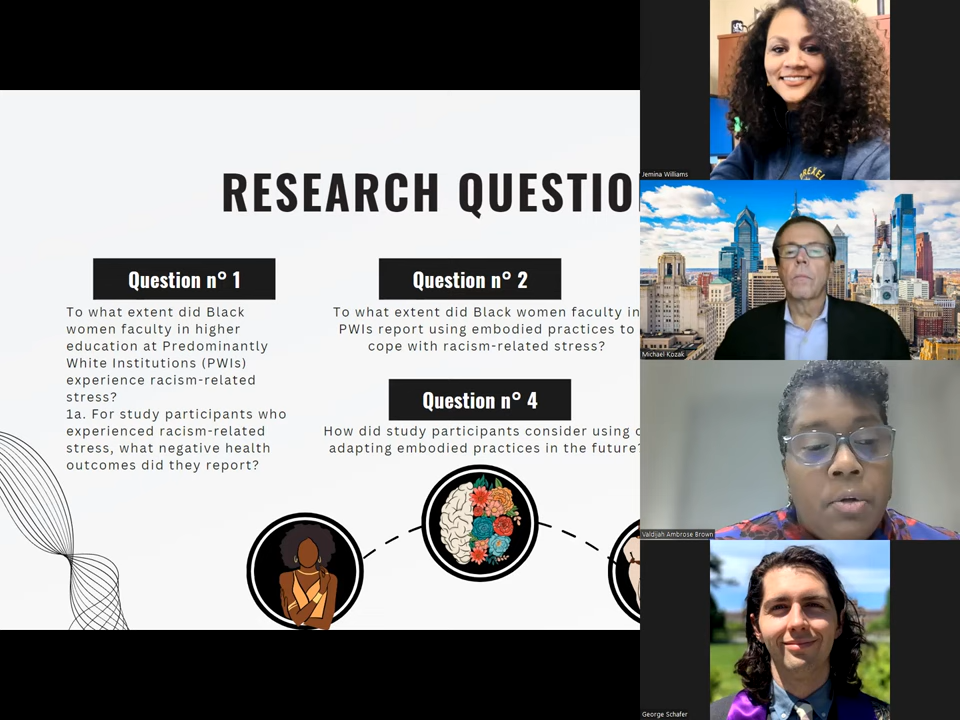 RESEARCH QUESTIO
Question n° 1
To what extent did Black
women faculty in higher
education at Predominantly
White Institutions (PWIs)
experience racism-related
stress?
1a. For study participants who
experienced racism-related
stress, what negative health
outcomes did they report?
Question n° 2
To what extent did Black women faculty in
PWIs report using embodied practices to
cope with racism-related stress?
Question n° 4
How did study participants consider using
adapting embodied practices in the future?
Jemina Williams
DREXEL
Michael Kozak
Valdijah Ambrose Brown
George Schafer